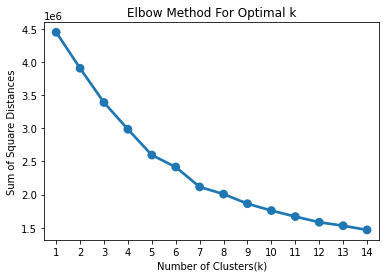 Elbow Method For Optimal k
1e6
4.5
4.0
3.5
3.0
2.5
2.0
1.5
Sum of Square Distances
1 2 3 4 5 6 7 8 9 10 11 12 13 14
Number of Clusters(k)